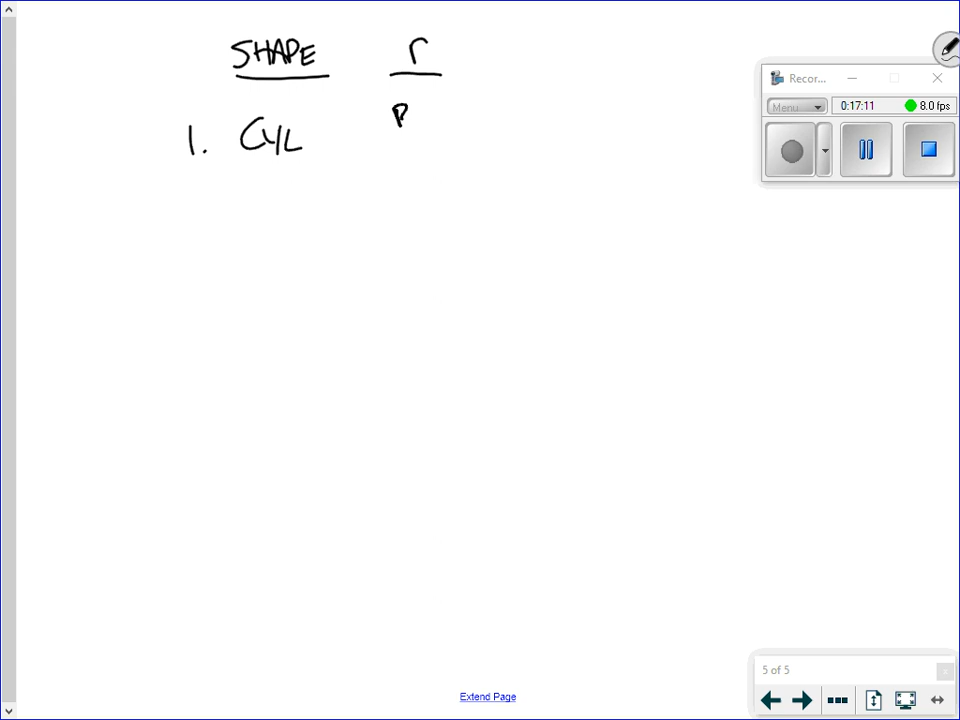 SHAPE r
1. CYL
Recor...
Menu 0:17:11 8.0 fps
5 of 5
Extend Page